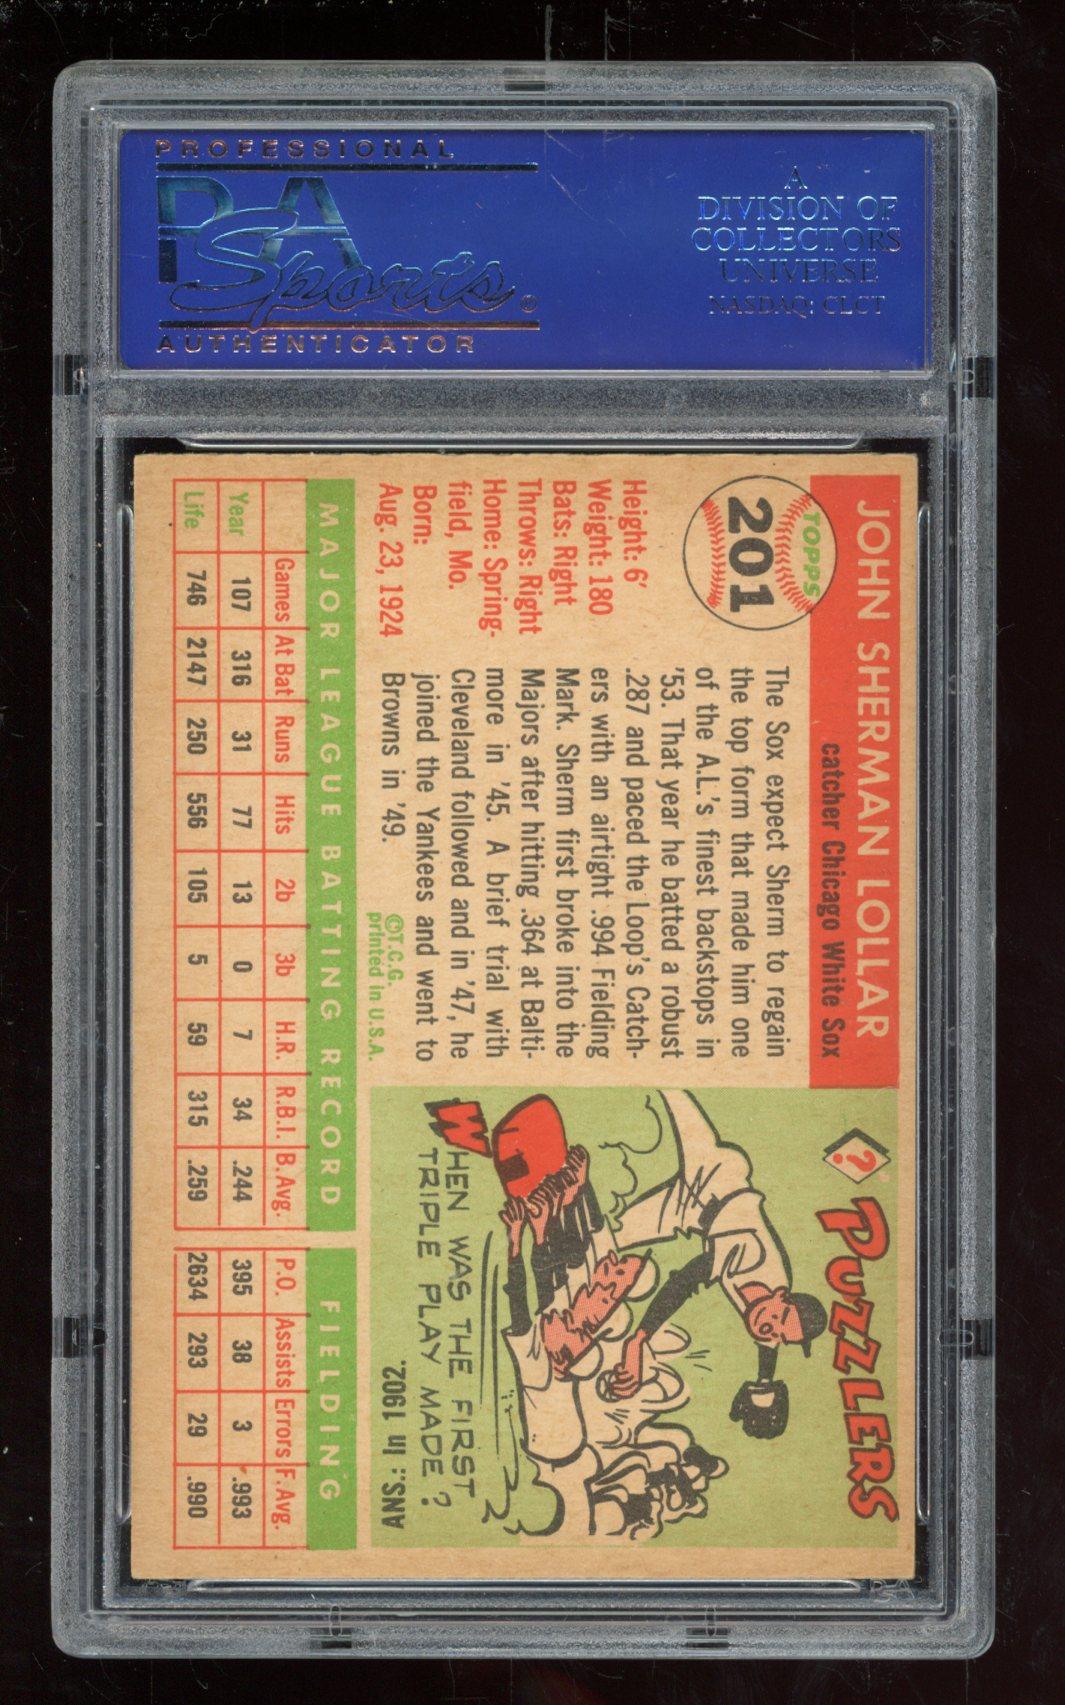 PROFESSIONAL
PSA
Sports
AUTHENTICATOR
A
DIVISION OF
COLLECTORS
UNIVERSE
NASDAQ: CLCT
TOPPS
201
JOHN SHERMAN LOLLAR
catcher Chicago White Sox
Height: 6'
Weight: 180
Bats: Right
Throws: Right
Home: Spring-
field, Mo.
Born:
Aug. 23, 1924
The Sox expect Sherm to regain
the top form that made him one
of the A.L.'s finest backstops in
'53. That year he batted a robust
.287 and paced the Loop's Catch-
ers with an airtight .994 Fielding
Mark. Sherm first broke into the
Majors after hitting .364 at Balti-
more in '45. A brief trial with
Cleveland followed and in '47, he
joined the Yankees and went to
Browns in '49.
©T.C.G.
printed in U.S.A.
? PUZZLERS
WHEN WAS THE FIRST
TRIPLE PLAY MADE?
ANS.: In 1902.
MAJOR LEAGUE BATTING RECORD FIELDING
Games At Bat Runs Hits 2b 3b H.R. R.B.I. B.Avg. P.O. Assists Errors F.Avg.
Year 107 316 31 77 13 0 7 34 .244 395 38 3 .993
Life 746 2147 250 556 105 5 59 315 .259 2634 293 29 .990